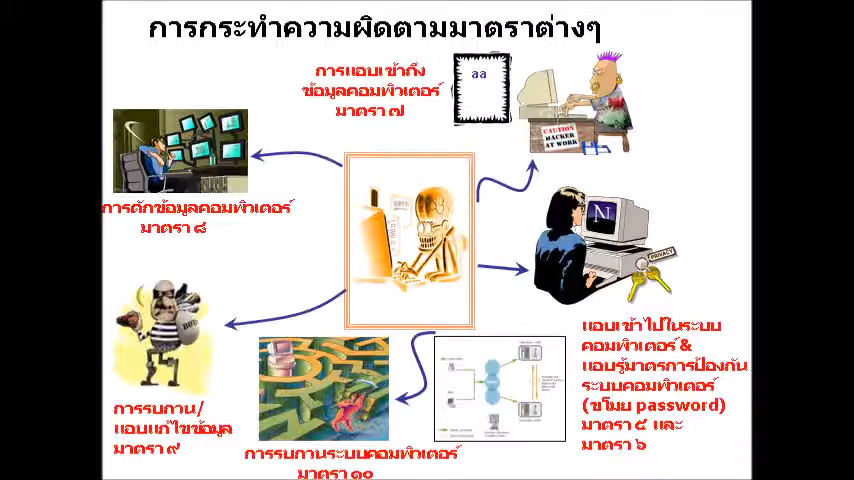 การกระทำความผิดตามมาตราต่างๆ
การแอบเข้าถึง
ข้อมูลคอมพิวเตอร์
มาตรา ๗
aa
CAUTION
HACKER
AT WORK
การดักข้อมูลคอมพิวเตอร์
มาตรา ๘
N
PRIVACY
แอบเข้าไปในระบบ
คอมพิวเตอร์ &
แอบรู้มาตรการป้องกัน
ระบบคอมพิวเตอร์
(ขโมย password)
มาตรา ๕ และ
มาตรา ๖
การรบกวน/
แอบแก้ไขข้อมูล
มาตรา ๙
การรบกวนระบบคอมพิวเตอร์
มาตรา ๑๐